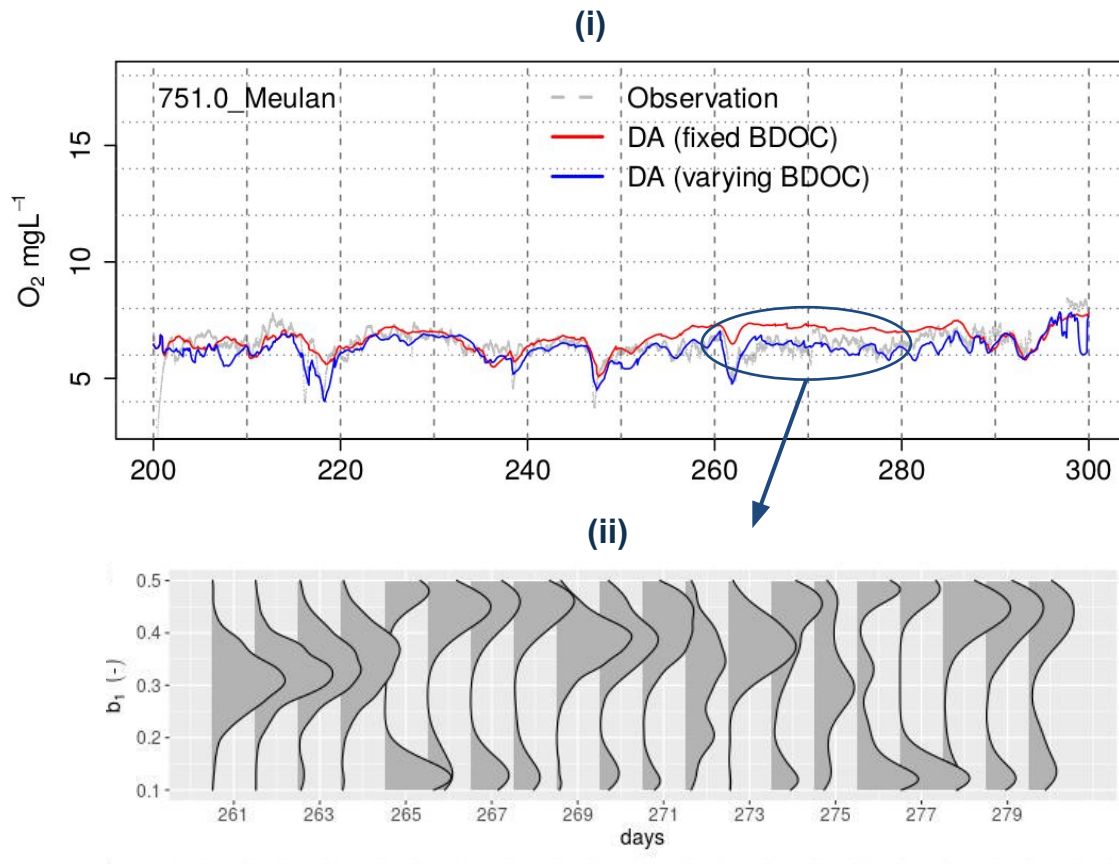 (i)
751.0_Meulan
Observation
DA (fixed BDOC)
DA (varying BDOC)
O₂ mgL⁻¹
15
10
5
200 220 240 260 280 300
(ii)
b₁ (-)
0.5
0.4
0.3
0.2
0.1
261 263 265 267 269 271 273 275 277 279
days